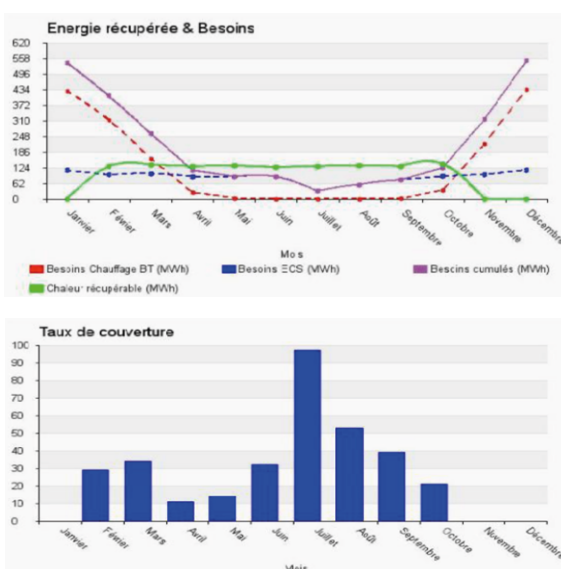 Energie récupérée & Besoins
620
558
496
434
372
310
248
186
124
62
0
Janvier
Février
Mars
Avril
Mai
Juin
Juillet
Août
Septembre
Octobre
Novembre
Décembre
Mois
Besoins Chauffage BT (MWh)
Besoins ECS (MWh)
Besoins cumulés (MWh)
Chaleur récupérable (MWh)
Taux de couverture
100
90
80
70
60
50
40
30
20
10
0
Janvier
Février
Mars
Avril
Mai
Juin
Juillet
Août
Septembre
Octobre
Novembre
Décembre
Mois